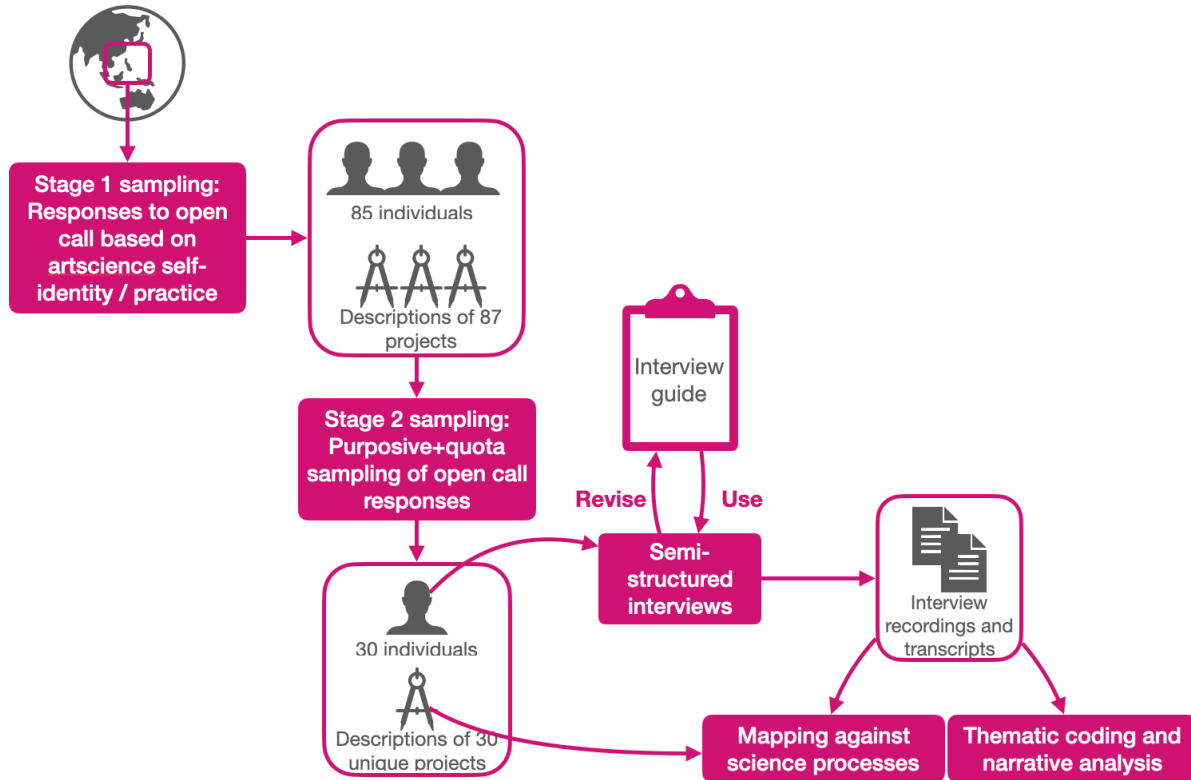 Stage 1 sampling:
Responses to open
call based on
artscience self-
identity / practice
85 individuals
Descriptions of 87
projects
Stage 2 sampling:
Purposive+quota
sampling of open call
responses
30 individuals
Descriptions of 30
unique projects
Interview
guide
Revise
Use
Semi-
structured
interviews
Interview
recordings and
transcripts
Mapping against
science processes
Thematic coding and
narrative analysis